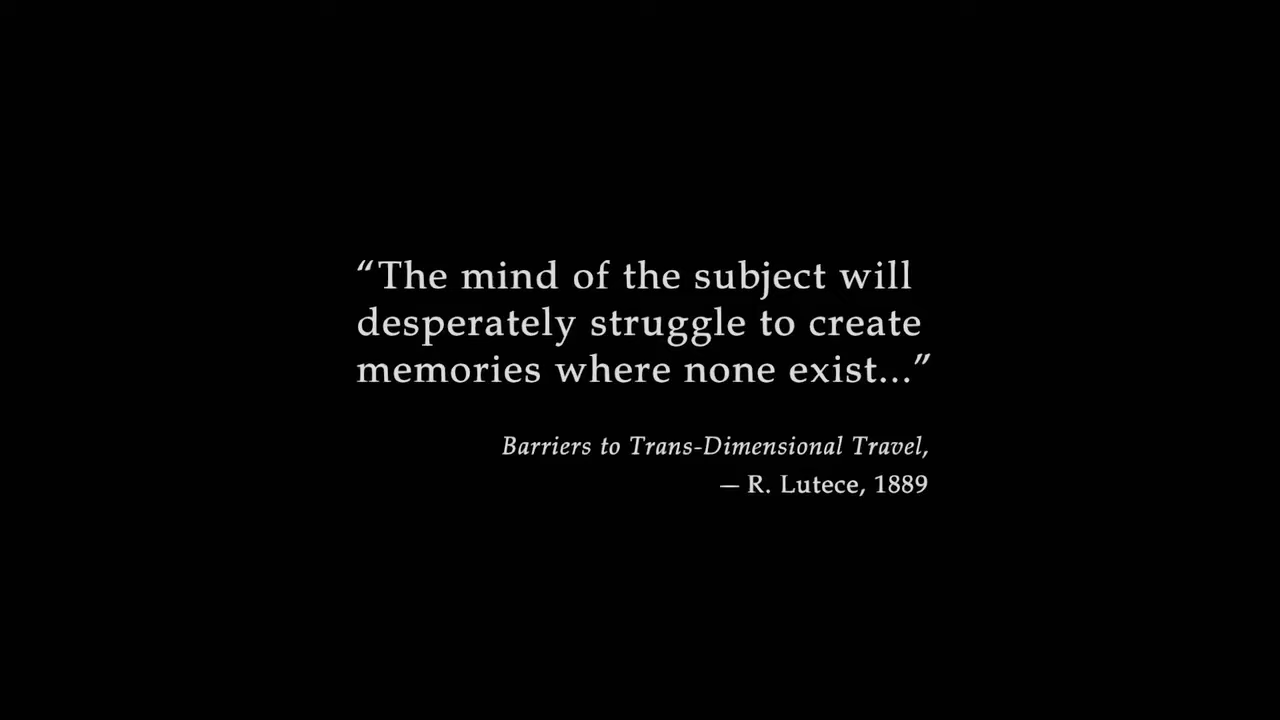 “The mind of the subject will
desperately struggle to create
memories where none exist...”
Barriers to Trans-Dimensional Travel,
— R. Lutece, 1889